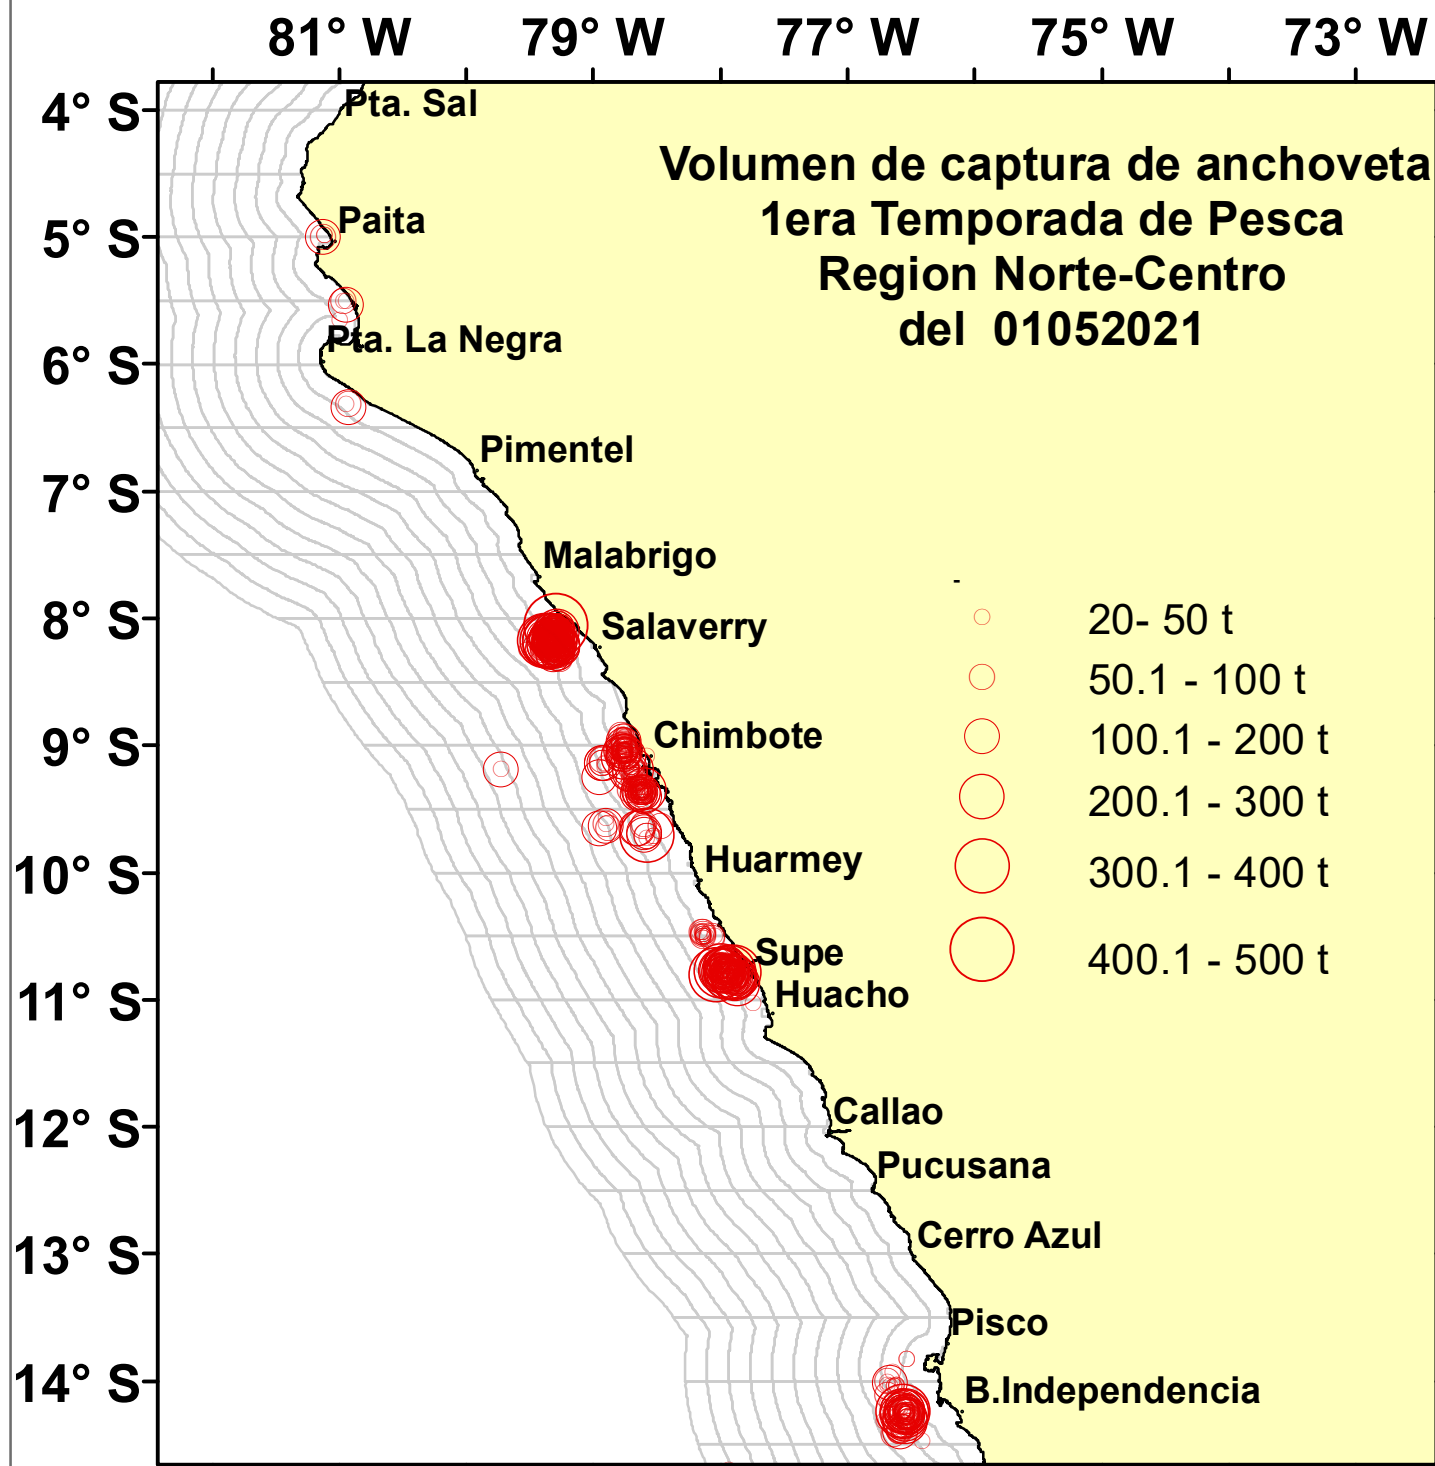 81° W 79° W 77° W 75° W 73° W
4° S
Pta. Sal
Volumen de captura de anchoveta
1era Temporada de Pesca
Region Norte-Centro
del 01052021
Paita
5° S
Pta. La Negra
6° S
Pimentel
7° S
Malabrigo
-
8° S
Salaverry
20- 50 t
50.1 - 100 t
9° S
Chimbote
100.1 - 200 t
200.1 - 300 t
10° S
Huarmey
300.1 - 400 t
Supe
400.1 - 500 t
11° S
Huacho
12° S
Callao
Pucusana
13° S
Cerro Azul
Pisco
14° S
B.Independencia